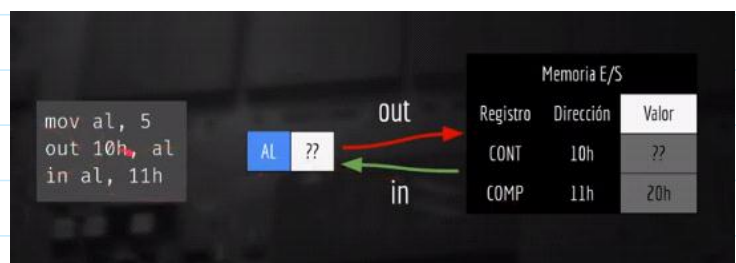 mov al, 5
out 10h, al
in al, 11h
AL ??
out
in
Memoria E/S
Registro Dirección Valor
CONT 10h ??
COMP 11h 20h